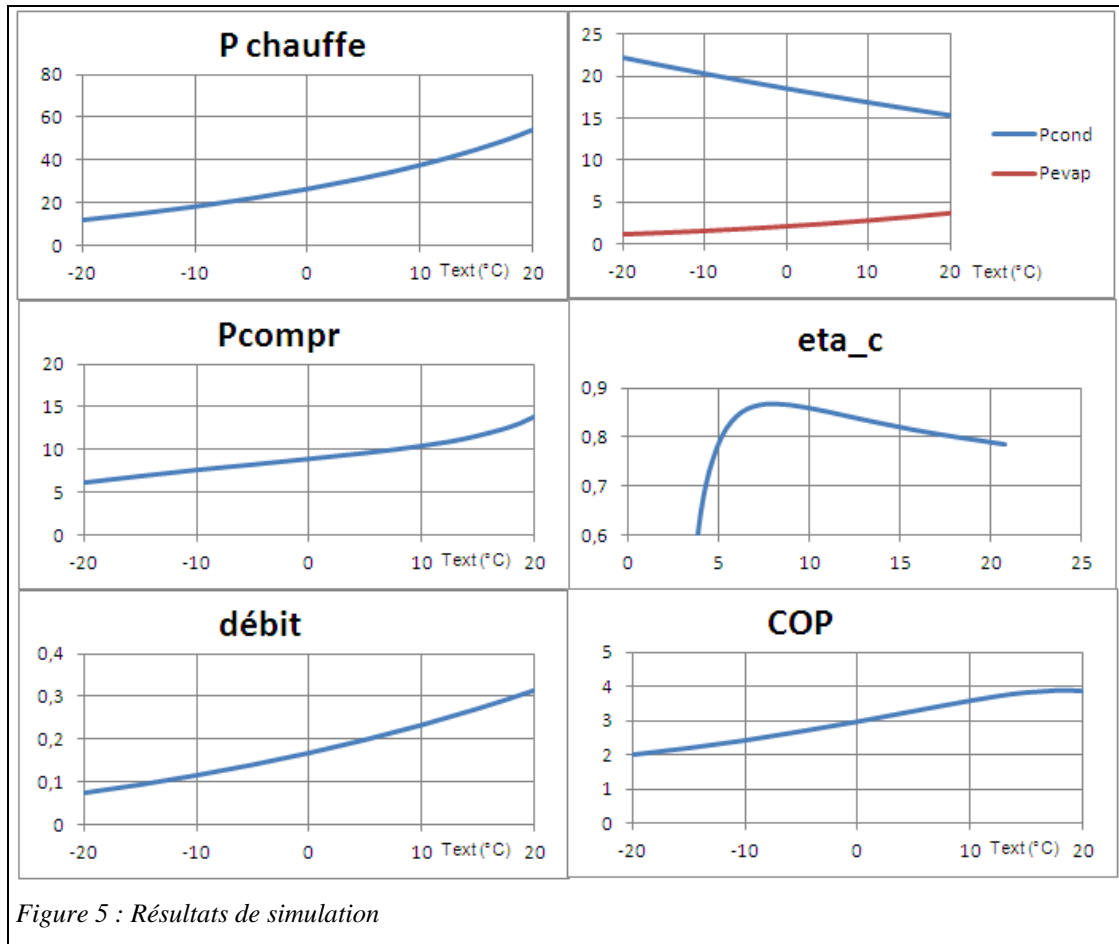 P chauffe
80
60
40
20
0
-20 -10 0 10 Text (°C) 20
25
20
15
10
5
0
-20 -10 0 10 Text (°C) 20
Pcond
Pevap
Pcompr
20
15
10
5
0
-20 -10 0 10 Text (°C) 20
eta_c
0,9
0,8
0,7
0,6
0 5 10 15 20 25
débit
0,4
0,3
0,2
0,1
0
-20 -10 0 10 Text (°C) 20
COP
5
4
3
2
1
0
-20 -10 0 10 Text (°C) 20
Figure 5 : Résultats de simulation